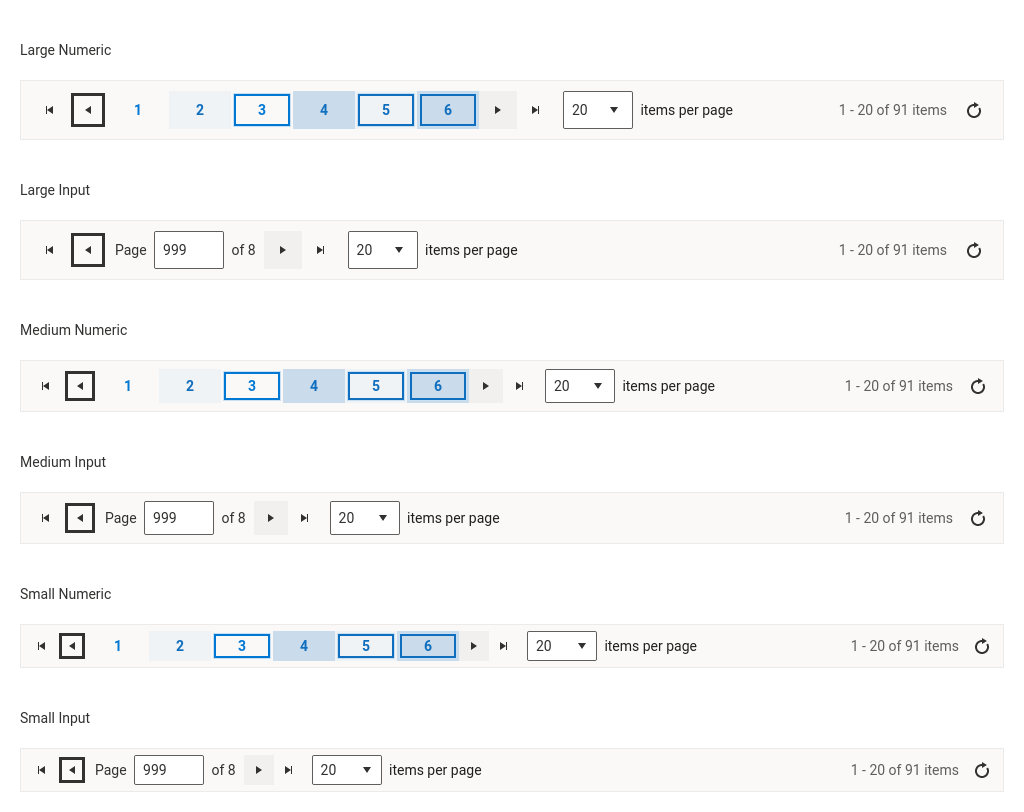 Large Numeric
1 2 3 4 5 6 20 items per page 1 - 20 of 91 items
Large Input
Page 999 of 8 20 items per page 1 - 20 of 91 items
Medium Numeric
1 2 3 4 5 6 20 items per page 1 - 20 of 91 items
Medium Input
Page 999 of 8 20 items per page 1 - 20 of 91 items
Small Numeric
1 2 3 4 5 6 20 items per page 1 - 20 of 91 items
Small Input
Page 999 of 8 20 items per page 1 - 20 of 91 items